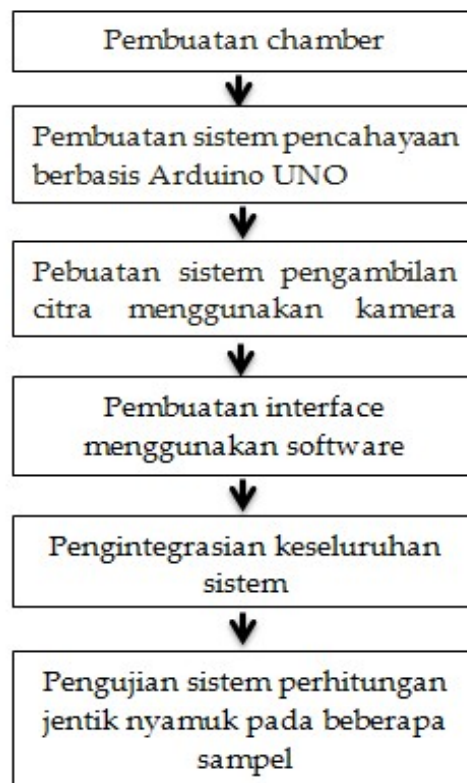 Pembuatan chamber
Pembuatan sistem pencahayaan
berbasis Arduino UNO
Pebuatan sistem pengambilan
citra menggunakan kamera
Pembuatan interface
menggunakan software
Pengintegrasian keseluruhan
sistem
Pengujian sistem perhitungan
jentik nyamuk pada beberapa
sampel